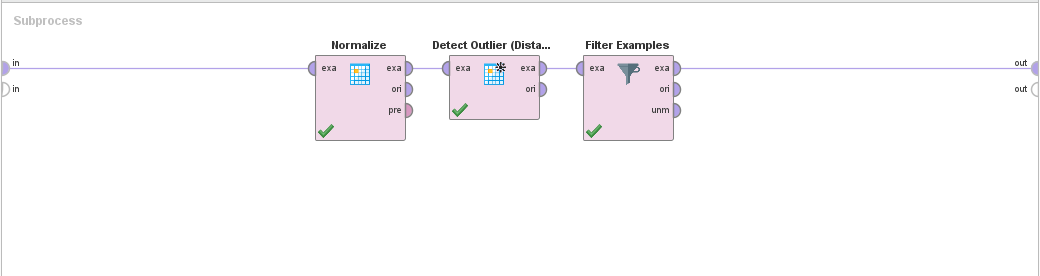 Subprocess
Normalize
Detect Outlier (Dista...
Filter Examples
in
exa
exa
exa
exa
exa
exa
out
in
ori
ori
ori
out
pre
unm